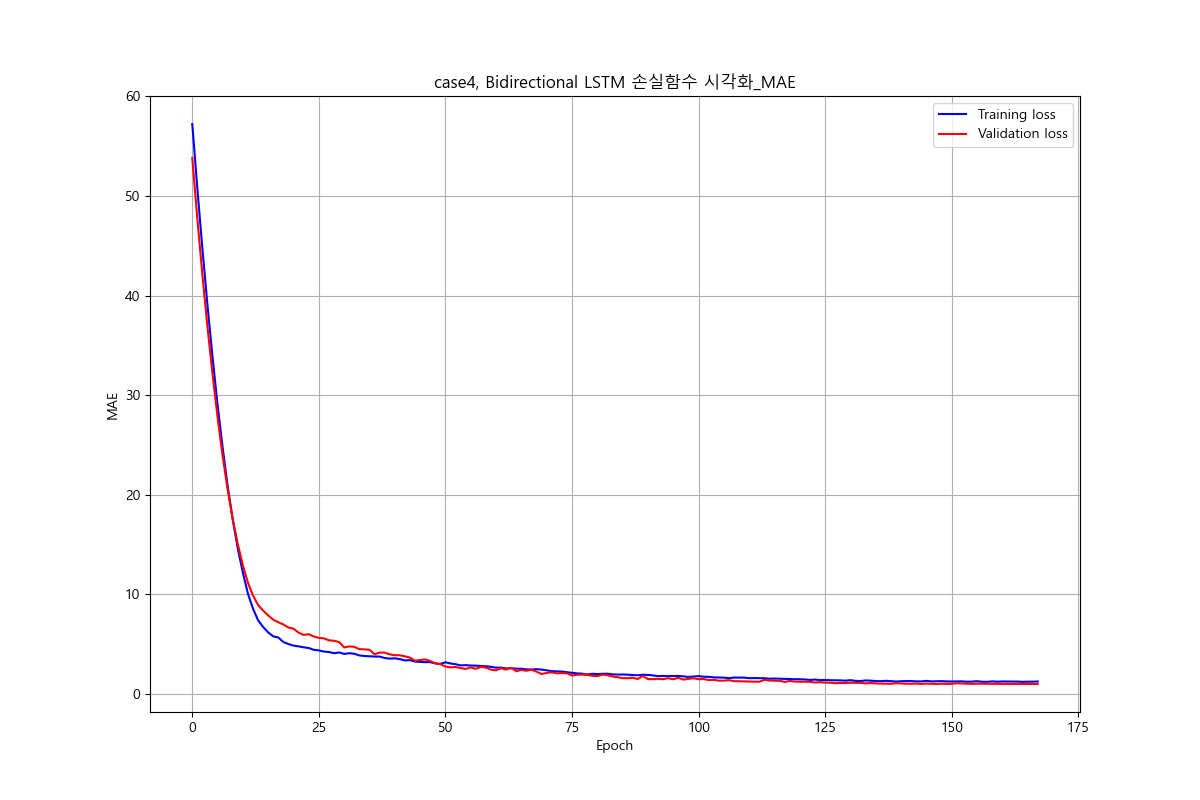 case4, Bidirectional LSTM 손실함수 시각화_MAE
Training loss
Validation loss
60
50
40
30
20
10
0
MAE
0 25 50 75 100 125 150 175
Epoch